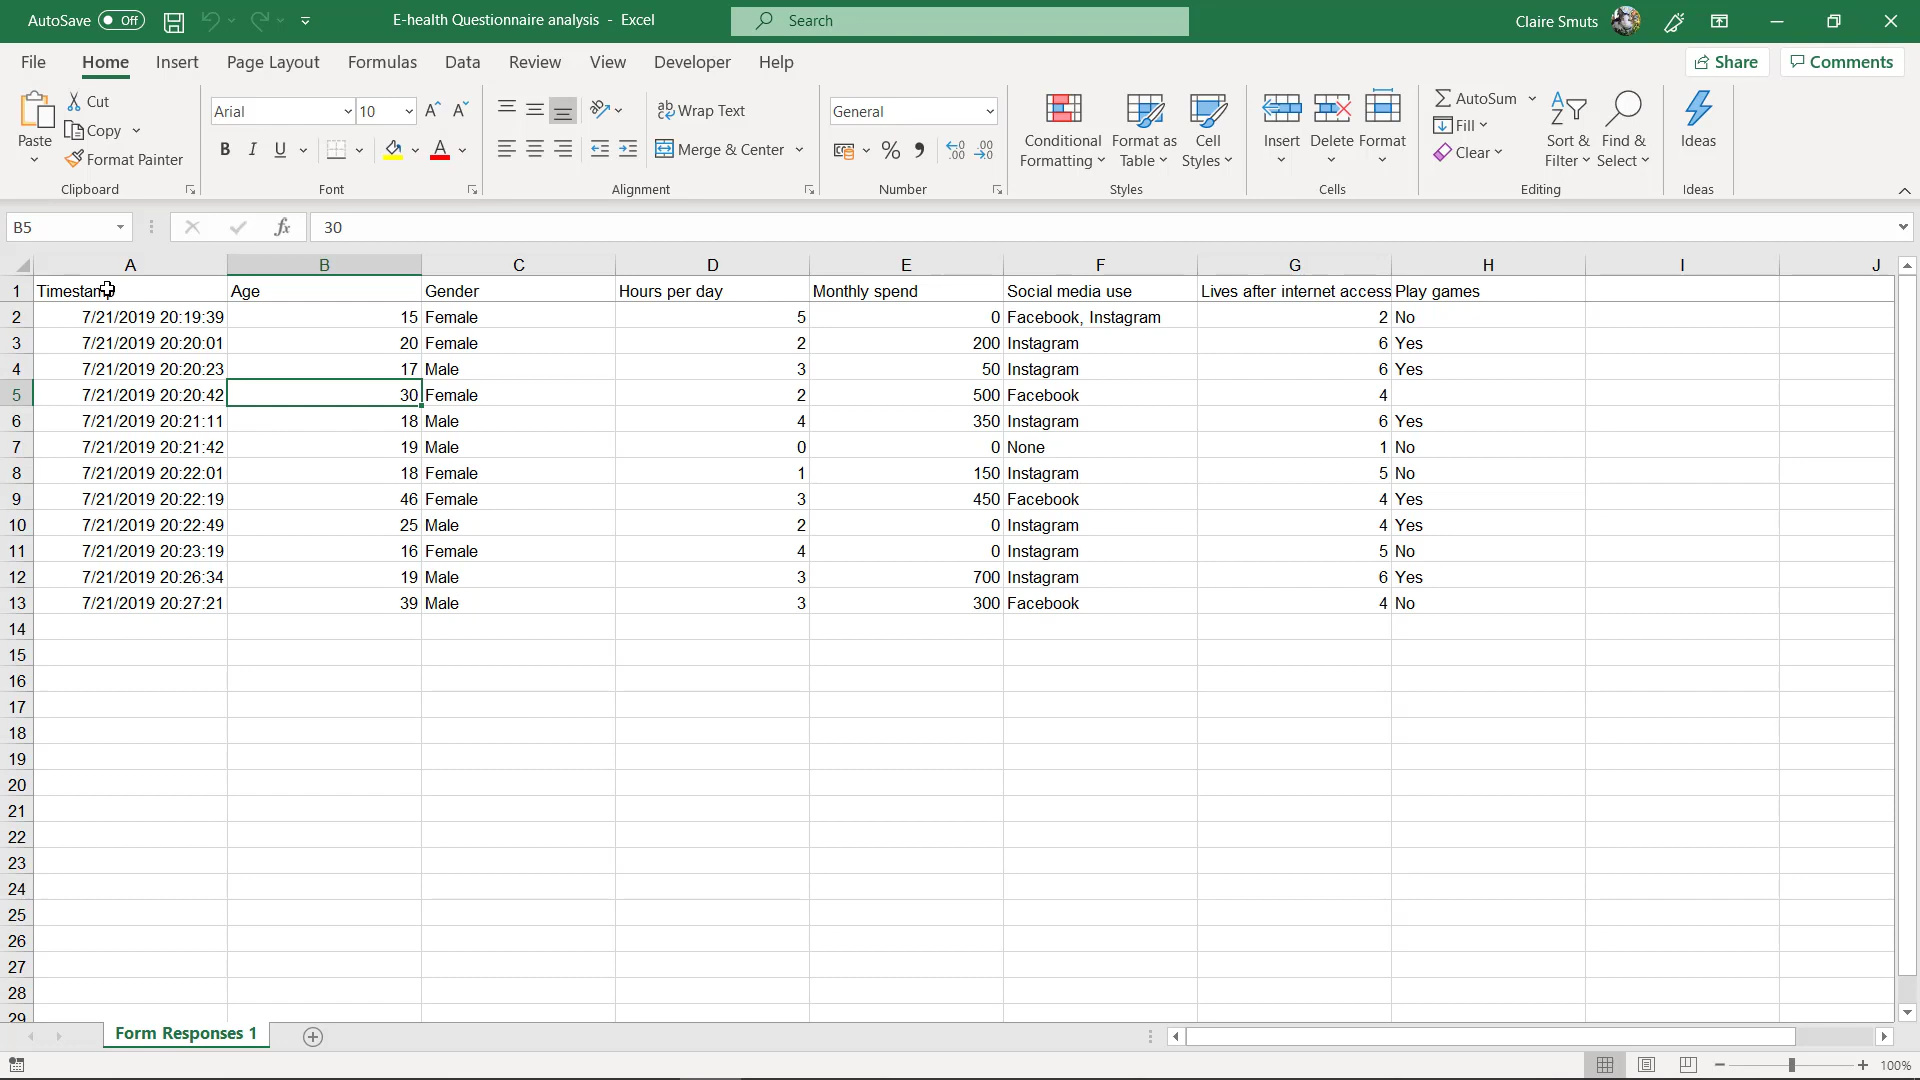 AutoSave Off E-health Questionnaire analysis - Excel Search Claire Smuts
File Home Insert Page Layout Formulas Data Review View Developer Help Share Comments
Paste Cut Copy Format Painter Clipboard
Arial 10 B I U A Font
Wrap Text Merge & Center Alignment
General % Number
Conditional Formatting Format as Table Cell Styles Styles
Insert Delete Format Cells
AutoSum Fill Clear Sort & Filter Find & Select Editing
Ideas Ideas
B5 fx 30
A B C D E F G H I J
1 Timestamp Age Gender Hours per day Monthly spend Social media use Lives after internet access Play games
2 7/21/2019 20:19:39 15 Female 5 0 Facebook, Instagram 2 No
3 7/21/2019 20:20:01 20 Female 2 200 Instagram 6 Yes
4 7/21/2019 20:20:23 17 Male 3 50 Instagram 6 Yes
5 7/21/2019 20:20:42 30 Female 2 500 Facebook 4
6 7/21/2019 20:21:11 18 Male 4 350 Instagram 6 Yes
7 7/21/2019 20:21:42 19 Male 0 0 None 1 No
8 7/21/2019 20:22:01 18 Female 1 150 Instagram 5 No
9 7/21/2019 20:22:19 46 Female 3 450 Facebook 4 Yes
10 7/21/2019 20:22:49 25 Male 2 0 Instagram 4 Yes
11 7/21/2019 20:23:19 16 Female 4 0 Instagram 5 No
12 7/21/2019 20:26:34 19 Male 3 700 Instagram 6 Yes
13 7/21/2019 20:27:21 39 Male 3 300 Facebook 4 No
14
15
16
17
18
19
20
21
22
23
24
25
26
27
28
29
Form Responses 1
100%